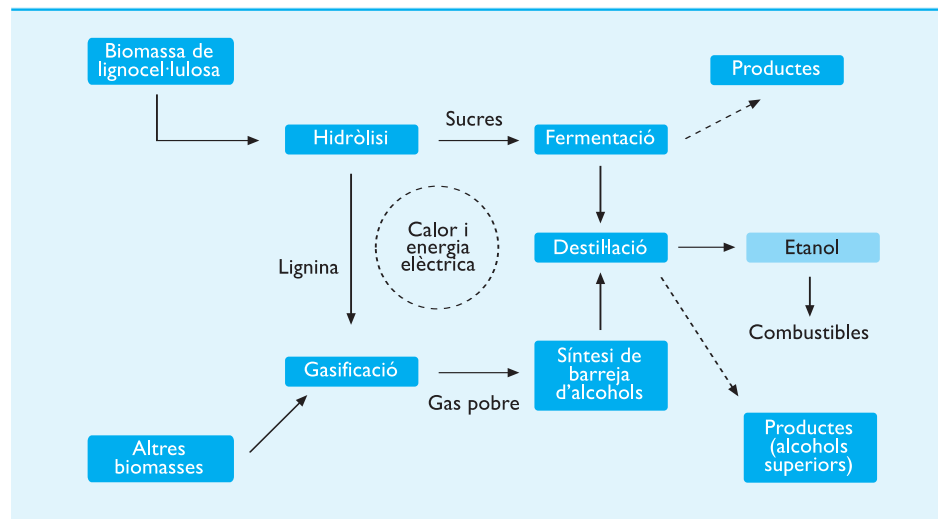 Biomassa de
lignocel·lulosa
Productes
Sucres
Hidròlisi
Fermentació
Calor i
energia
elèctrica
Destil·lació
Etanol
Lignina
Combustibles
Gasificació
Síntesi de
barreja
d'alcohols
Gas pobre
Altres
biomasses
Productes
(alcohols
superiors)